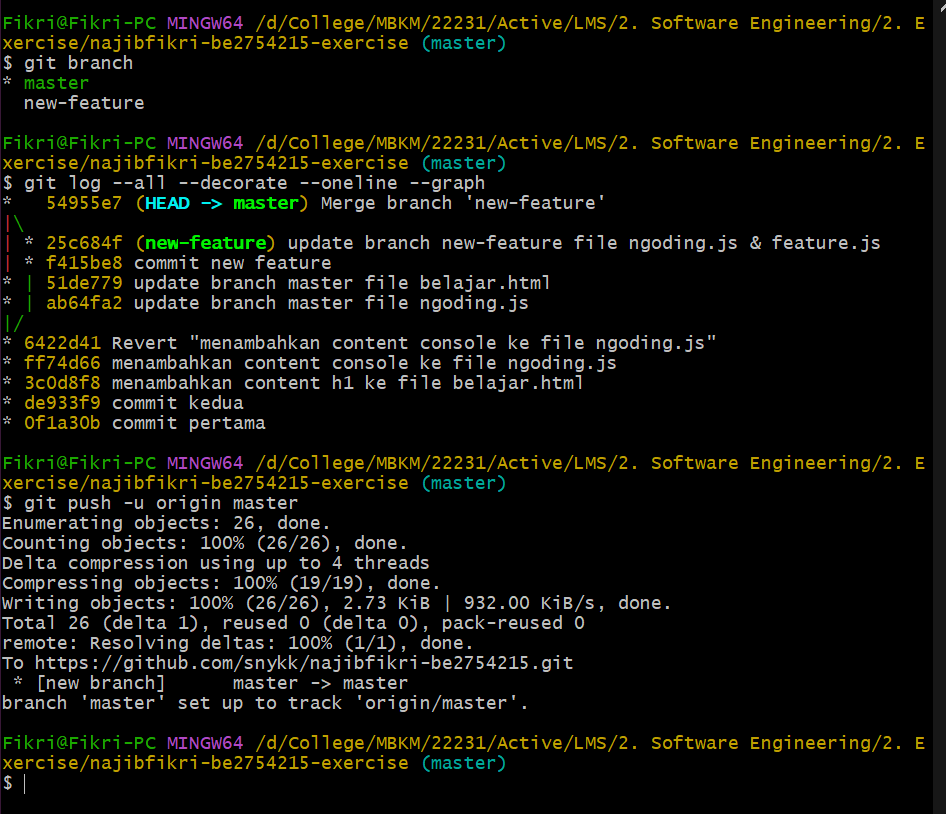 Fikri@Fikri-PC MINGW64 /d/College/MBKM/22231/Active/LMS/2. Software Engineering/2. E
xercise/najibfikri-be2754215-exercise (master)
$ git branch
* master
  new-feature

Fikri@Fikri-PC MINGW64 /d/College/MBKM/22231/Active/LMS/2. Software Engineering/2. E
xercise/najibfikri-be2754215-exercise (master)
$ git log --all --decorate --oneline --graph
*   54955e7 (HEAD -> master) Merge branch 'new-feature'
|\
| * 25c684f (new-feature) update branch new-feature file ngoding.js & feature.js
| * f415be8 commit new feature
* | 51de779 update branch master file belajar.html
* | ab64fa2 update branch master file ngoding.js
|/
* 6422d41 Revert "menambahkan content console ke file ngoding.js"
* ff74d66 menambahkan content console ke file ngoding.js
* 3c0d8f8 menambahkan content h1 ke file belajar.html
* de933f9 commit kedua
* 0f1a30b commit pertama

Fikri@Fikri-PC MINGW64 /d/College/MBKM/22231/Active/LMS/2. Software Engineering/2. E
xercise/najibfikri-be2754215-exercise (master)
$ git push -u origin master
Enumerating objects: 26, done.
Counting objects: 100% (26/26), done.
Delta compression using up to 4 threads
Compressing objects: 100% (19/19), done.
Writing objects: 100% (26/26), 2.73 KiB | 932.00 KiB/s, done.
Total 26 (delta 1), reused 0 (delta 0), pack-reused 0
remote: Resolving deltas: 100% (1/1), done.
To https://github.com/snykk/najibfikri-be2754215.git
 * [new branch]      master -> master
branch 'master' set up to track 'origin/master'.

Fikri@Fikri-PC MINGW64 /d/College/MBKM/22231/Active/LMS/2. Software Engineering/2. E
xercise/najibfikri-be2754215-exercise (master)
$